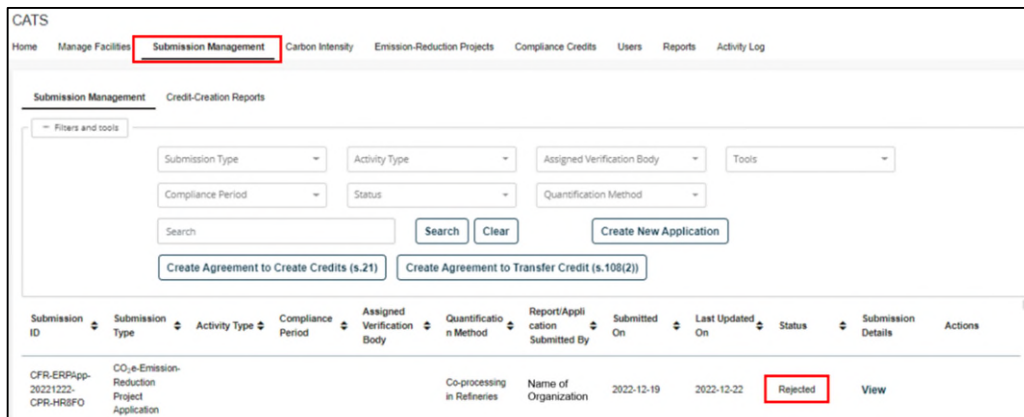 CATS
Home Manage Facilities Submission Management Carbon Intensity Emission-Reduction Projects Compliance Credits Users Reports Activity Log
Submission Management Credit-Creation Reports
− Filters and tools
Submission Type Activity Type Assigned Verification Body Tools
Compliance Period Status Quantification Method
Search Search Clear Create New Application
Create Agreement to Create Credits (s.21) Create Agreement to Transfer Credit (s.108(2))
Submission ID Submission Type Activity Type Compliance Period Assigned Verification Body Quantificatio n Method Report/Appli cation Submitted By Submitted On Last Updated On Status Submission Details Actions
CFR-ERPApp-20221222-CPR-HR8FO CO₂e-Emission-Reduction Project Application Co-processing in Refineries Name of Organization 2022-12-19 2022-12-22 Rejected View